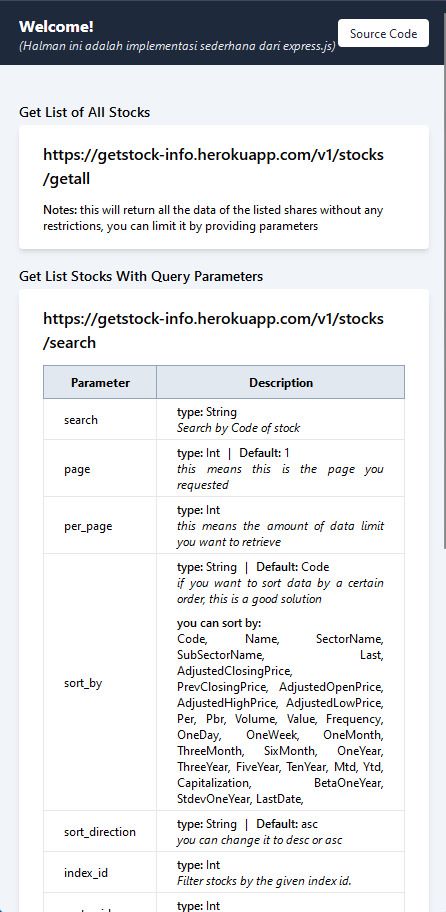 Welcome!
(Halman ini adalah implementasi sederhana dari express.js)
Source Code
Get List of All Stocks
https://getstock-info.herokuapp.com/v1/stocks
/getall
Notes: this will return all the data of the listed shares without any
restrictions, you can limit it by providing parameters
Get List Stocks With Query Parameters
https://getstock-info.herokuapp.com/v1/stocks
/search
Parameter Description
search
type: String
Search by Code of stock
page
type: Int | Default: 1
this means this is the page you
requested
per_page
type: Int
this means the amount of data limit
you want to retrieve
sort_by
type: String | Default: Code
if you want to sort data by a certain
order, this is a good solution
you can sort by:
Code, Name, SectorName,
SubSectorName, Last,
AdjustedClosingPrice,
PrevClosingPrice, AdjustedOpenPrice,
AdjustedHighPrice, AdjustedLowPrice,
Per, Pbr, Volume, Value, Frequency,
OneDay, OneWeek, OneMonth,
ThreeMonth, SixMonth, OneYear,
ThreeYear, FiveYear, TenYear, Mtd, Ytd,
Capitalization, BetaOneYear,
StdevOneYear, LastDate,
sort_direction
type: String | Default: asc
you can change it to desc or asc
index_id
type: Int
Filter stocks by the given index id.
type: Int